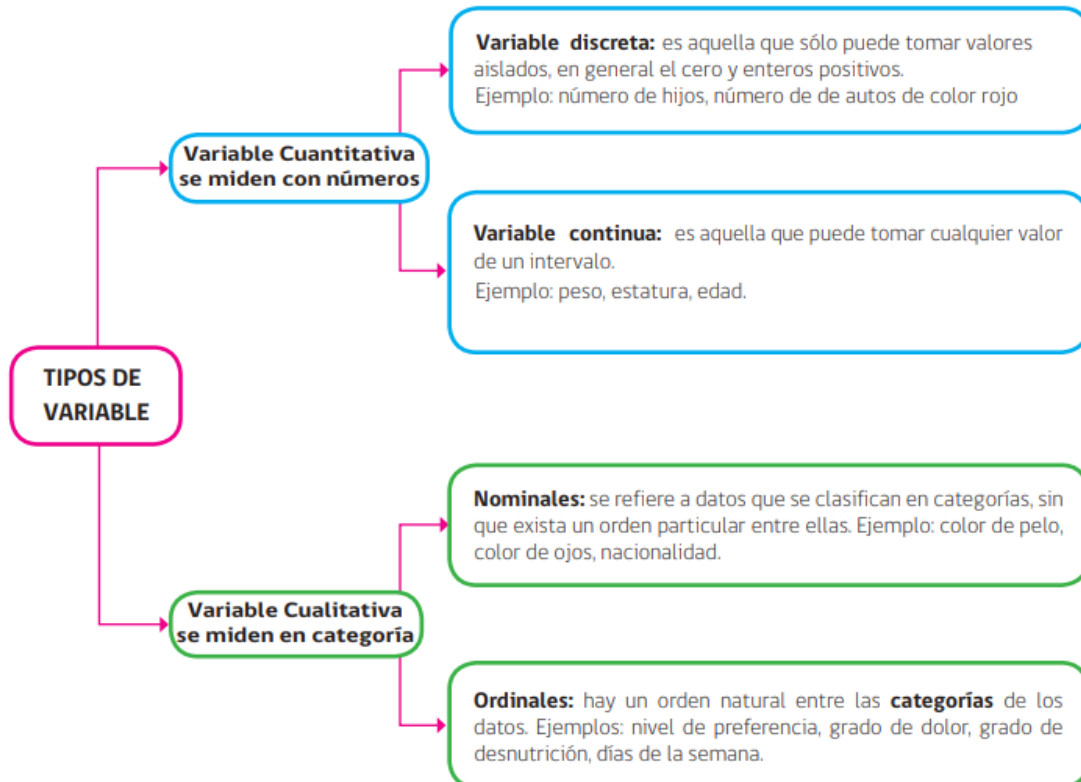 TIPOS DE
VARIABLE
Variable Cuantitativa
se miden con números
Variable discreta: es aquella que sólo puede tomar valores
aislados, en general el cero y enteros positivos.
Ejemplo: número de hijos, número de de autos de color rojo
Variable continua: es aquella que puede tomar cualquier valor
de un intervalo.
Ejemplo: peso, estatura, edad.
Variable Cualitativa
se miden en categoría
Nominales: se refiere a datos que se clasifican en categorías, sin
que exista un orden particular entre ellas. Ejemplo: color de pelo,
color de ojos, nacionalidad.
Ordinales: hay un orden natural entre las categorías de los
datos. Ejemplos: nivel de preferencia, grado de dolor, grado de
desnutrición, días de la semana.